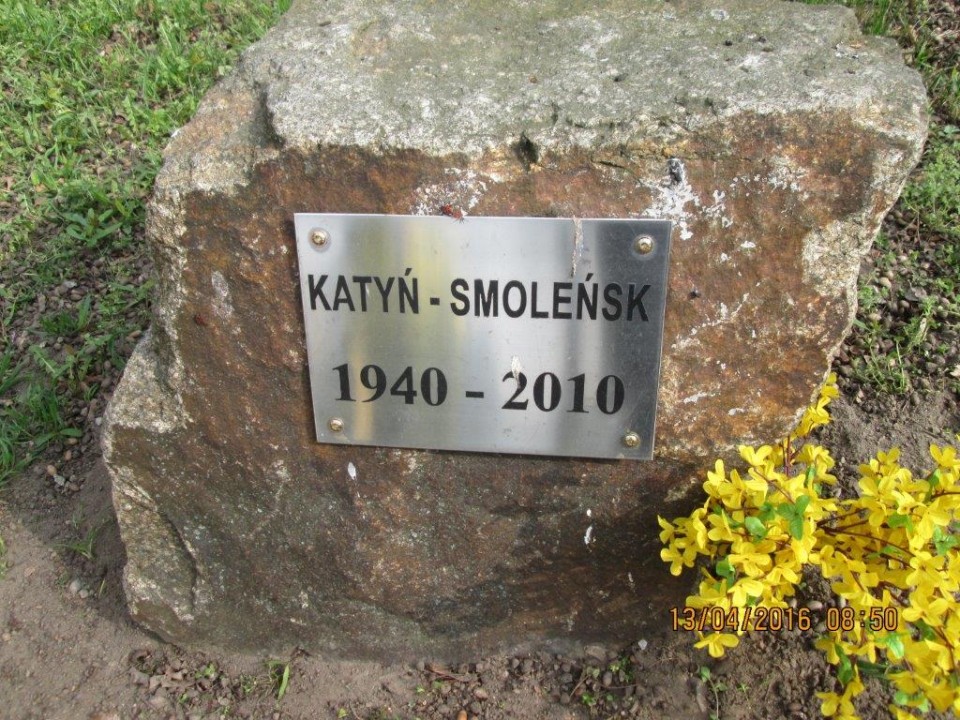 KATYŃ - SMOLEŃSK
1940 - 2010
13/04/2016 08:50